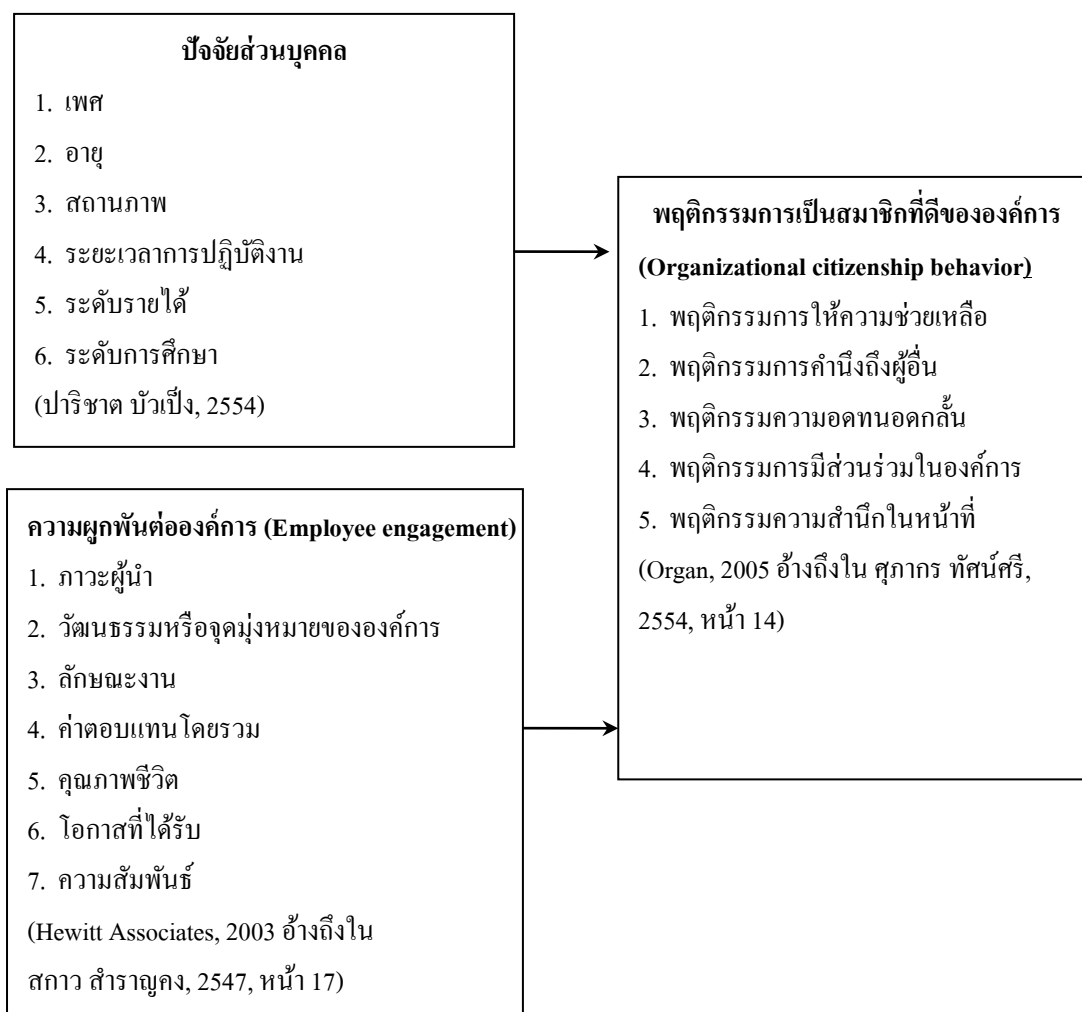 ปัจจัยส่วนบุคคล
1. เพศ
2. อายุ
3. สถานภาพ
4. ระยะเวลาการปฏิบัติงาน
5. ระดับรายได้
6. ระดับการศึกษา
(ปาริชาต บัวเป็ง, 2554)
ความผูกพันต่อองค์การ (Employee engagement)
1. ภาวะผู้นำ
2. วัฒนธรรมหรือจุดมุ่งหมายขององค์การ
3. ลักษณะงาน
4. ค่าตอบแทนโดยรวม
5. คุณภาพชีวิต
6. โอกาสที่ได้รับ
7. ความสัมพันธ์
(Hewitt Associates, 2003 อ้างถึงใน
สกาว สำราญคง, 2547, หน้า 17)
พฤติกรรมการเป็นสมาชิกที่ดีขององค์การ
(Organizational citizenship behavior)
1. พฤติกรรมการให้ความช่วยเหลือ
2. พฤติกรรมการคำนึงถึงผู้อื่น
3. พฤติกรรมความอดทนอดกลั้น
4. พฤติกรรมการมีส่วนร่วมในองค์การ
5. พฤติกรรมความสำนึกในหน้าที่
(Organ, 2005 อ้างถึงใน ศุภากร ทัศน์ศรี,
2554, หน้า 14)